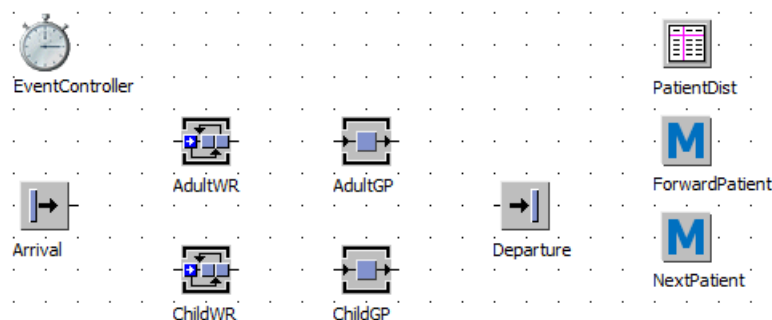 EventController
PatientDist
AdultWR
AdultGP
M
ForwardPatient
Arrival
Departure
M
NextPatient
ChildWR
ChildGP